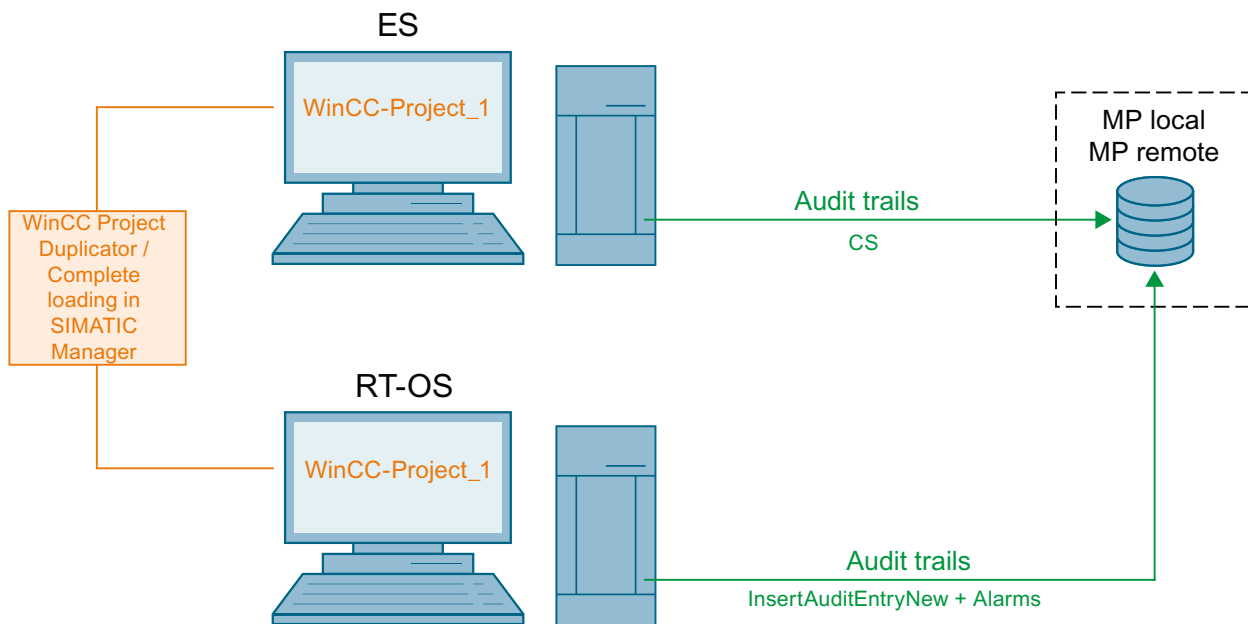 ES
WinCC-Project_1
MP local
MP remote
Audit trails
CS
WinCC Project
Duplicator /
Complete
loading in
SIMATIC
Manager
RT-OS
WinCC-Project_1
Audit trails
InsertAuditEntryNew + Alarms